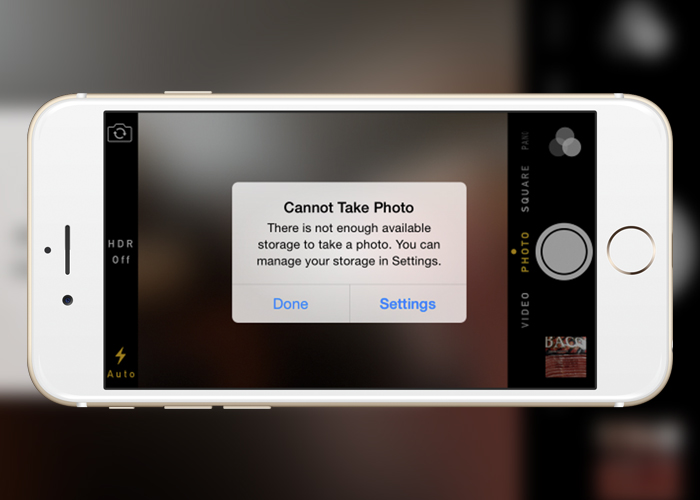 Cannot Take Photo
There is not enough available
storage to take a photo. You can
manage your storage in Settings.
Done
Settings
HDR
Off
Auto
PANO
SQUARE
PHOTO
VIDEO